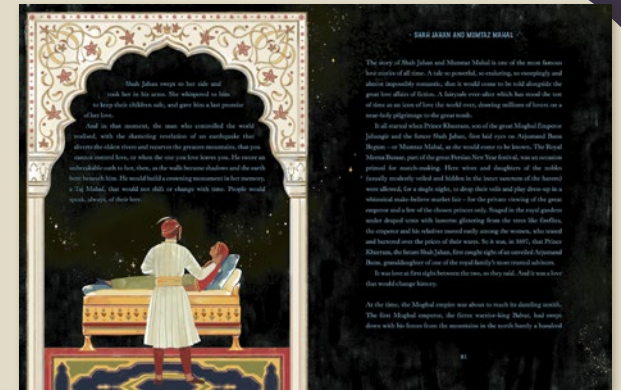 Shah Jahan swept to her side and
took her in his arms. She whispered to him
to keep their children safe, and gave him a last promise
of her love.
And in that moment, the man who controlled the world
realised, with the shattering revelation of an earthquake that
diverts the oldest rivers and recurves the greatest mountains, that you
cannot control love, or when the one you love leaves you. He swore an
unbreakable oath to her, then, as the walls became shadows and the earth
bent beneath him. He would build a crowning monument in her memory,
a Taj Mahal, that would not shift or change with time. People would
speak, always, of their love.
SHAH JAHAN AND MUMTAZ MAHAL
The story of Shah Jahan and Mumtaz Mahal is one of the most famous
love stories of all time. A tale so powerful, so enduring, so sweepingly and
almost impossibly romantic, that it would come to be told alongside the
great love affairs of fiction. A fairytale ever-after which has stood the test
of time as an icon of love the world over, drawing millions of lovers on a
near-holy pilgrimage to the great tomb.
It all started when Prince Khurram, son of the great Mughal Emperor
Jahangir and the future Shah Jahan, first laid eyes on Arjumand Banu
Begum – or Mumtaz Mahal, as she would come to be known. The Royal
Meena Bazaar, part of the great Persian New Year festival, was an occasion
primed for match-making. Here wives and daughters of the nobles
usually modestly veiled and hidden in the inner sanctum of the harem
were allowed, for a single night, to drop their veils and play dress-up in a
whimsical make-believe market fair – for the private viewing of the great
emperor and a few of the chosen princes only. Staged in the royal gardens
under draped tents with lanterns glittering from the trees like fireflies,
the emperor and his relatives moved easily among the women, who teased
and bartered over the prices of their wares. So it was, in 1607, that Prince
Khurram, the future Shah Jahan, first caught sight of an unveiled Arjumand
Banu, granddaughter of one of the royal family's most trusted advisors.
It was love at first sight between the two, so they said. And it was a love
that would change history.
At the time, the Mughal empire was about to reach its dazzling zenith.
The first Mughal emperor, the fierce warrior-king Babur, had swept
down with his forces from the mountains in the north barely a hundred